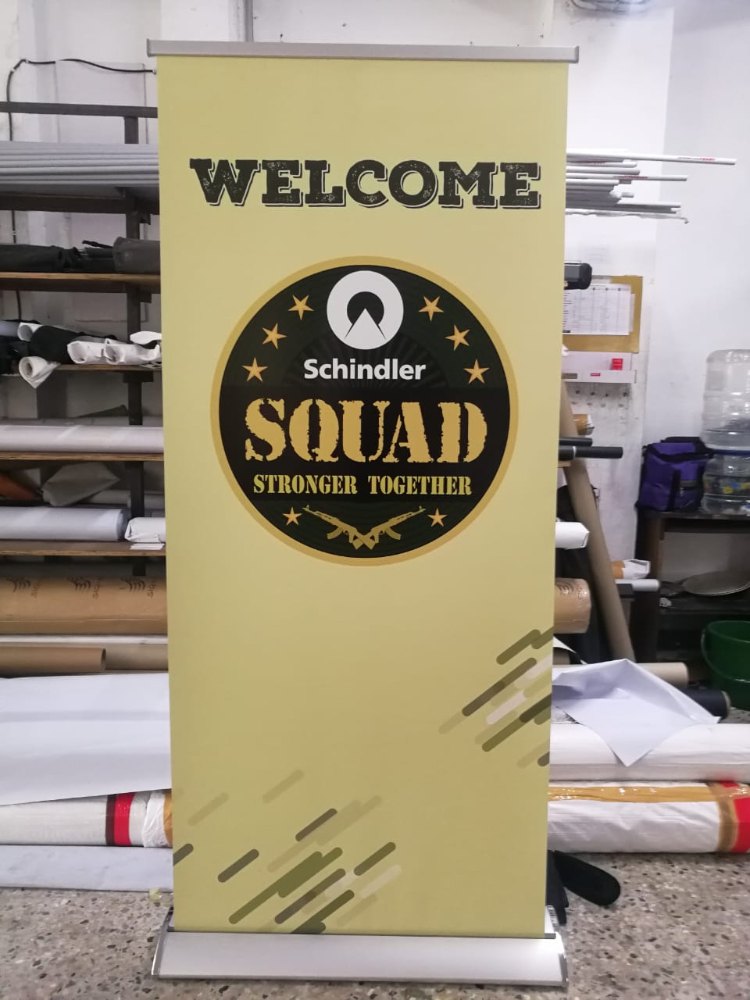 WELCOME
Schindler
SQUAD
STRONGER TOGETHER